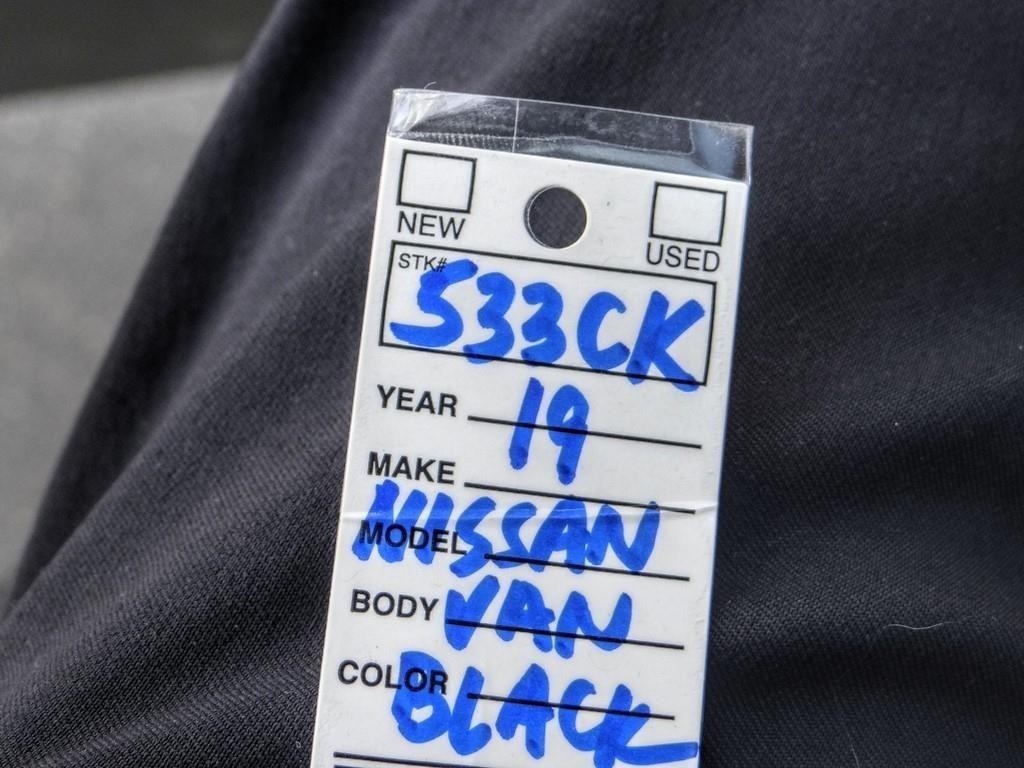 NEW USED
STK# 533CK
YEAR 19
MAKE
MODEL NISSAN
BODY VAN
COLOR BLACK